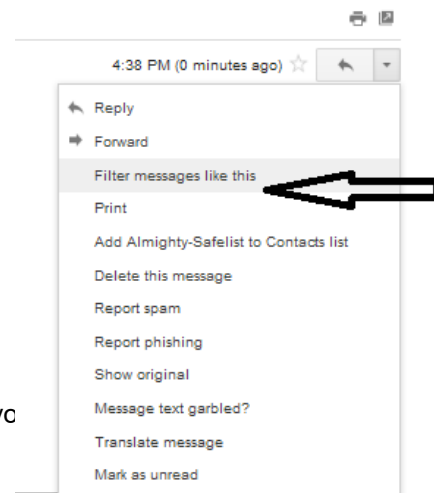 4:38 PM (0 minutes ago)
Reply
Forward
Filter messages like this
Print
Add Almighty-Safelist to Contacts list
Delete this message
Report spam
Report phishing
Show original
Message text garbled?
Translate message
Mark as unread